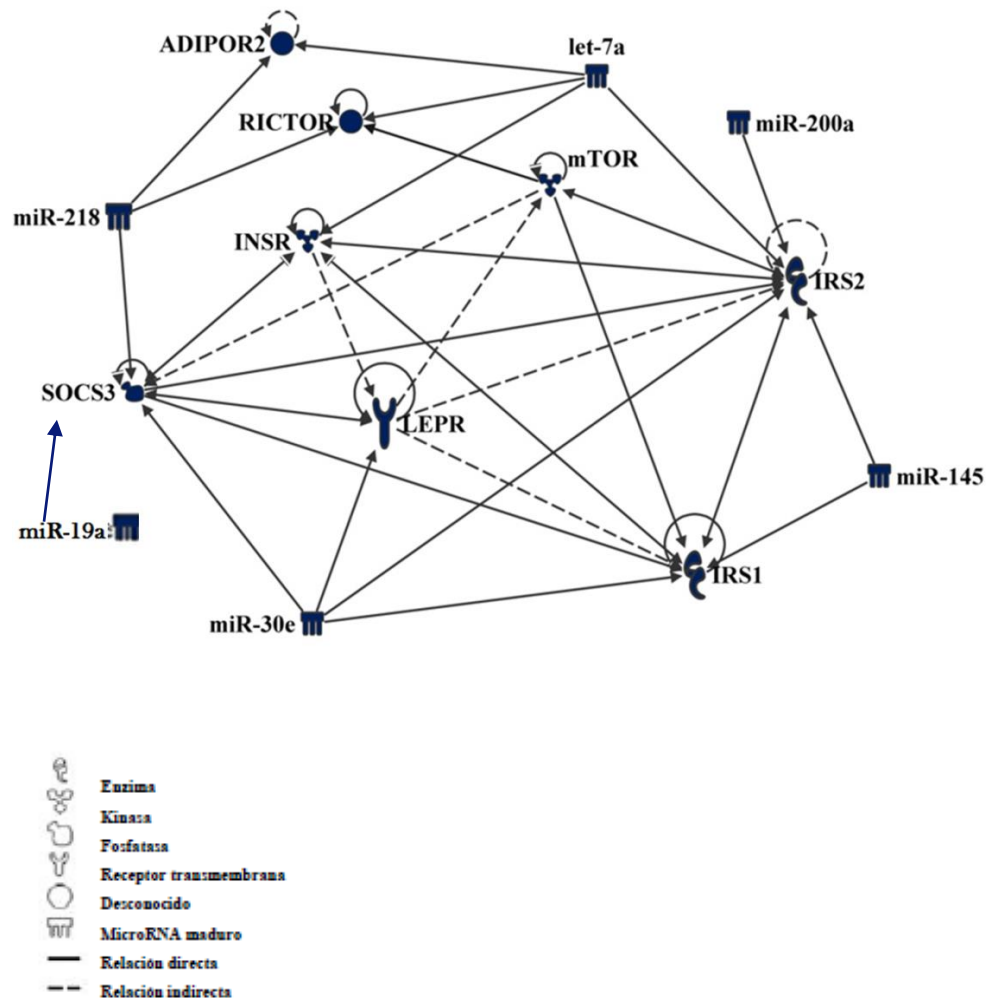 ADIPOR2
let-7a
RICTOR
miR-200a
mTOR
miR-218
INSR
IRS2
SOCS3
LEPR
miR-145
miR-19a
IRS1
miR-30e
Enzima
Kinasa
Fosfatasa
Receptor transmembrana
Desconocido
MicroRNA maduro
Relación directa
Relación indirecta